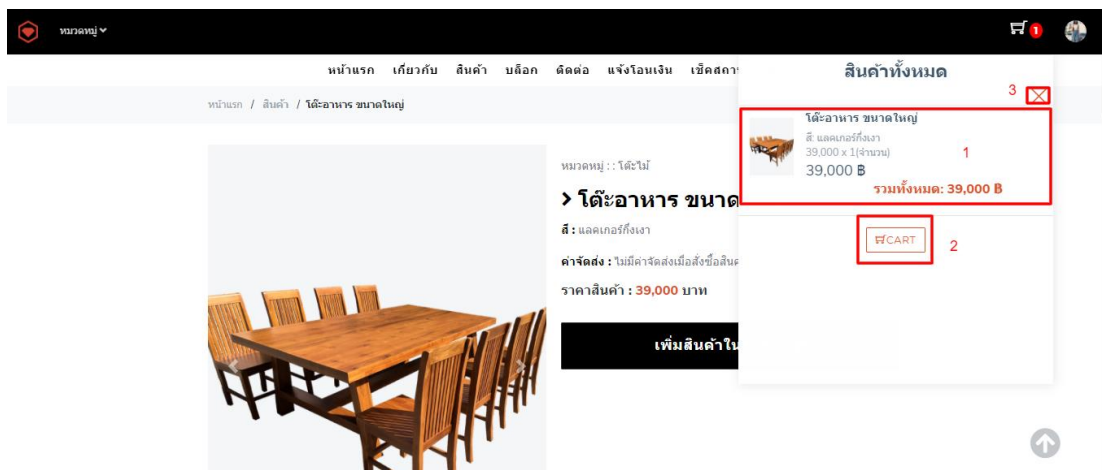 หมวดหมู่
1
หน้าแรก เกี่ยวกับ สินค้า บล็อก ติดต่อ แจ้งโอนเงิน เช็คสถา
สินค้าทั้งหมด
3
หน้าแรก / สินค้า / โต๊ะอาหาร ขนาดใหญ่
โต๊ะอาหาร ขนาดใหญ่
สี: แลคเกอร์กึ่งเงา
39,000 x 1(จำนวน)
1
39,000 ฿
รวมทั้งหมด: 39,000 ฿
CART
2
หมวดหมู่ : : โต๊ะไม้
> โต๊ะอาหาร ขนาด
สี : แลคเกอร์กึ่งเงา
ค่าจัดส่ง : ไม่มีค่าจัดส่งเมื่อสั่งซื้อสินค
ราคาสินค้า : 39,000 บาท
เพิ่มสินค้าใน